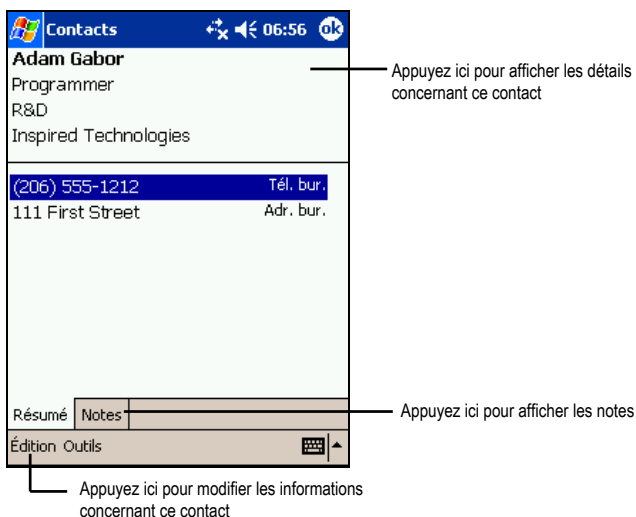 Contacts 06:56 ok
Adam Gabor
Programmer
R&D
Inspired Technologies
Appuyez ici pour afficher les détails
concernant ce contact
(206) 555-1212 Tél. bur.
111 First Street Adr. bur.
Résumé Notes
Appuyez ici pour afficher les notes
Édition Outils
Appuyez ici pour modifier les informations
concernant ce contact